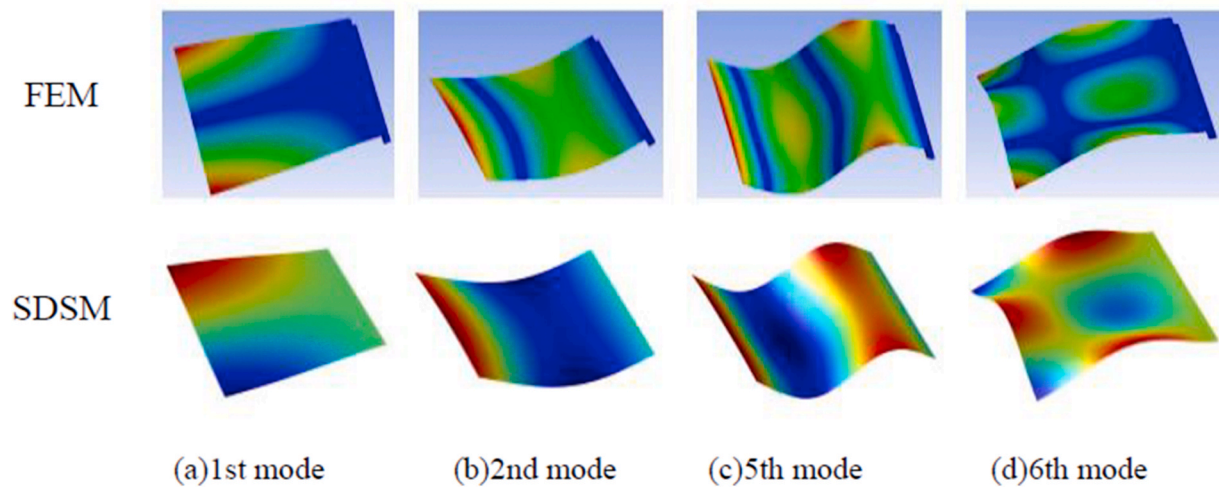 FEM
SDSM
(a)1st mode
(b)2nd mode
(c)5th mode
(d)6th mode